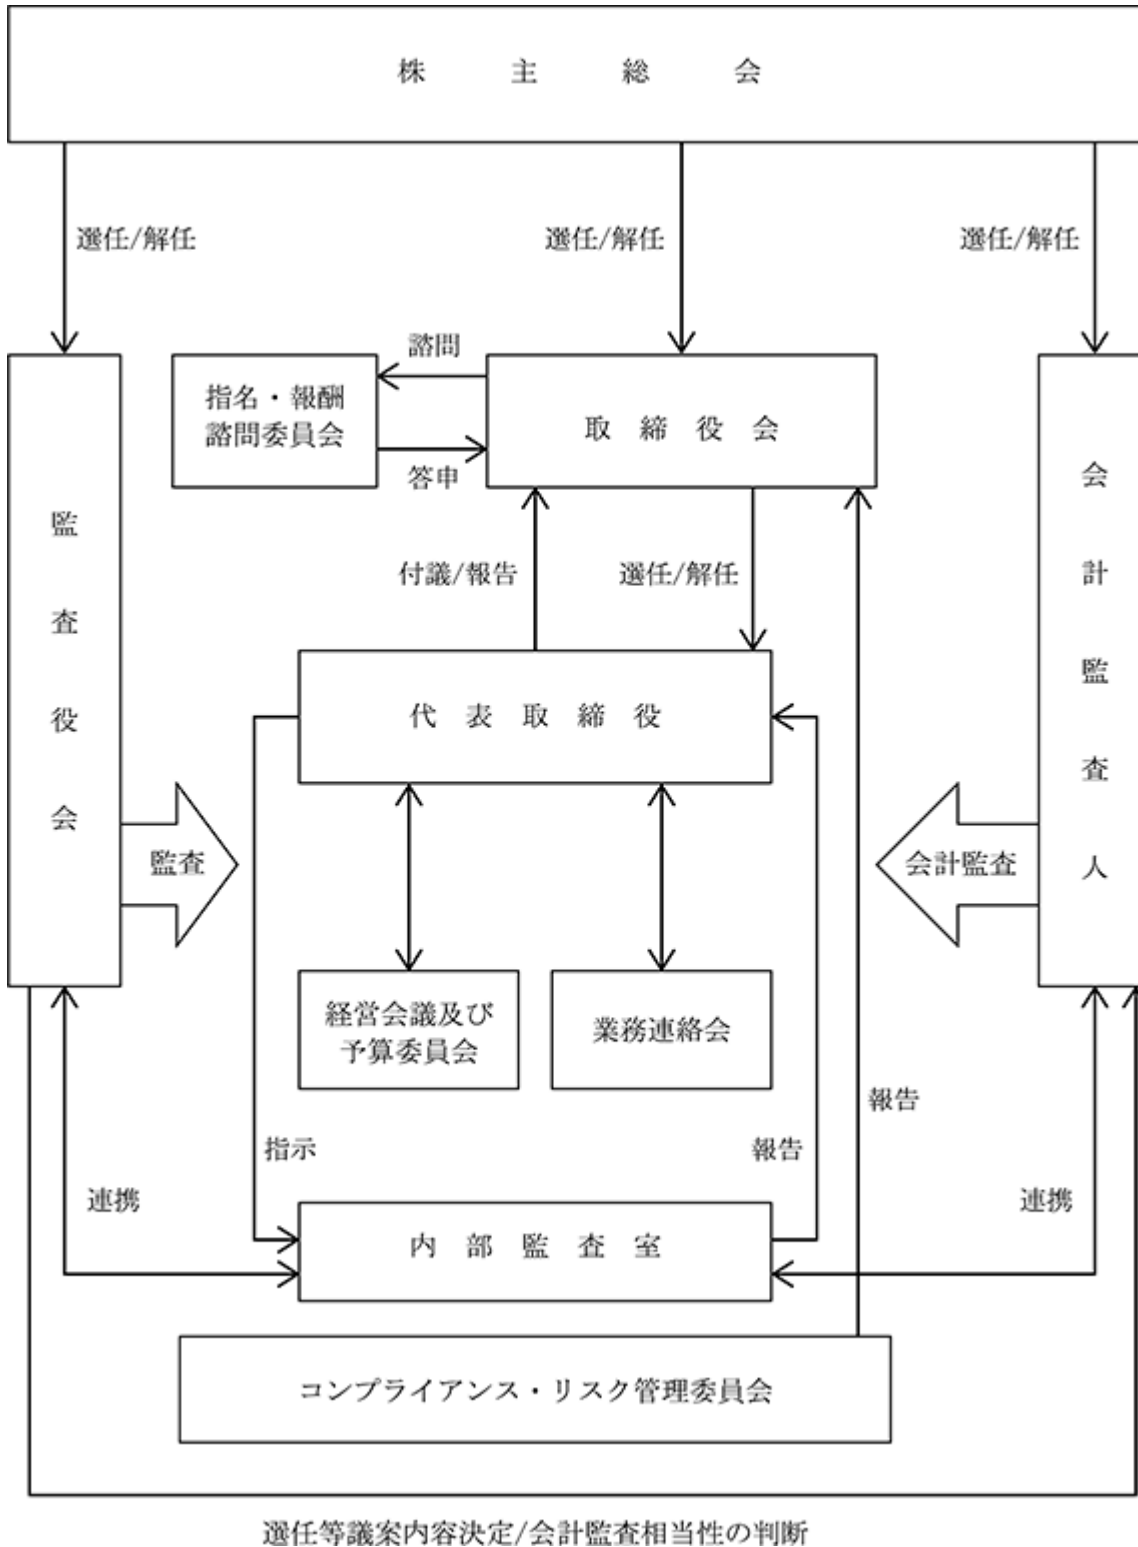 株主総会
選任/解任
選任/解任
選任/解任
諮問
指名・報酬
諮問委員会
答申
取締役会
監査役会
会計監査人
付議/報告
選任/解任
代表取締役
監査
会計監査
経営会議及び
予算委員会
業務連絡会
報告
指示
報告
連携
連携
内部監査室
コンプライアンス・リスク管理委員会
選任等議案内容決定/会計監査相当性の判断